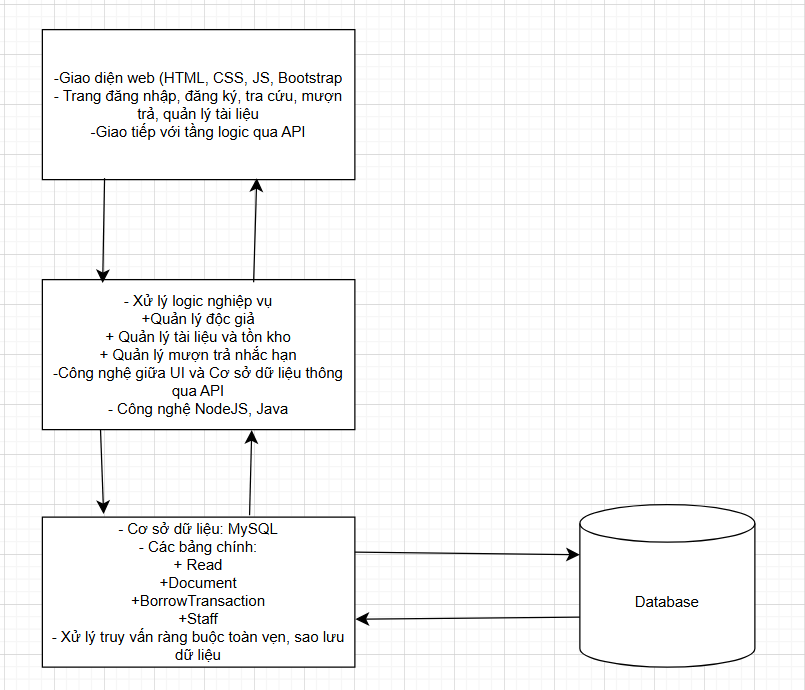 -Giao diện web (HTML, CSS, JS, Bootstrap
- Trang đăng nhập, đăng ký, tra cứu, mượn
trả, quản lý tài liệu
-Giao tiếp với tầng logic qua API
- Xử lý logic nghiệp vụ
+Quản lý độc giả
+ Quản lý tài liệu và tồn kho
+ Quản lý mượn trả nhắc hạn
-Công nghệ giữa UI và Cơ sở dữ liệu thông
qua API
- Công nghệ NodeJS, Java
- Cơ sở dữ liệu: MySQL
- Các bảng chính:
+ Read
+Document
+BorrowTransaction
+Staff
- Xử lý truy vấn ràng buộc toàn vẹn, sao lưu
dữ liệu
Database